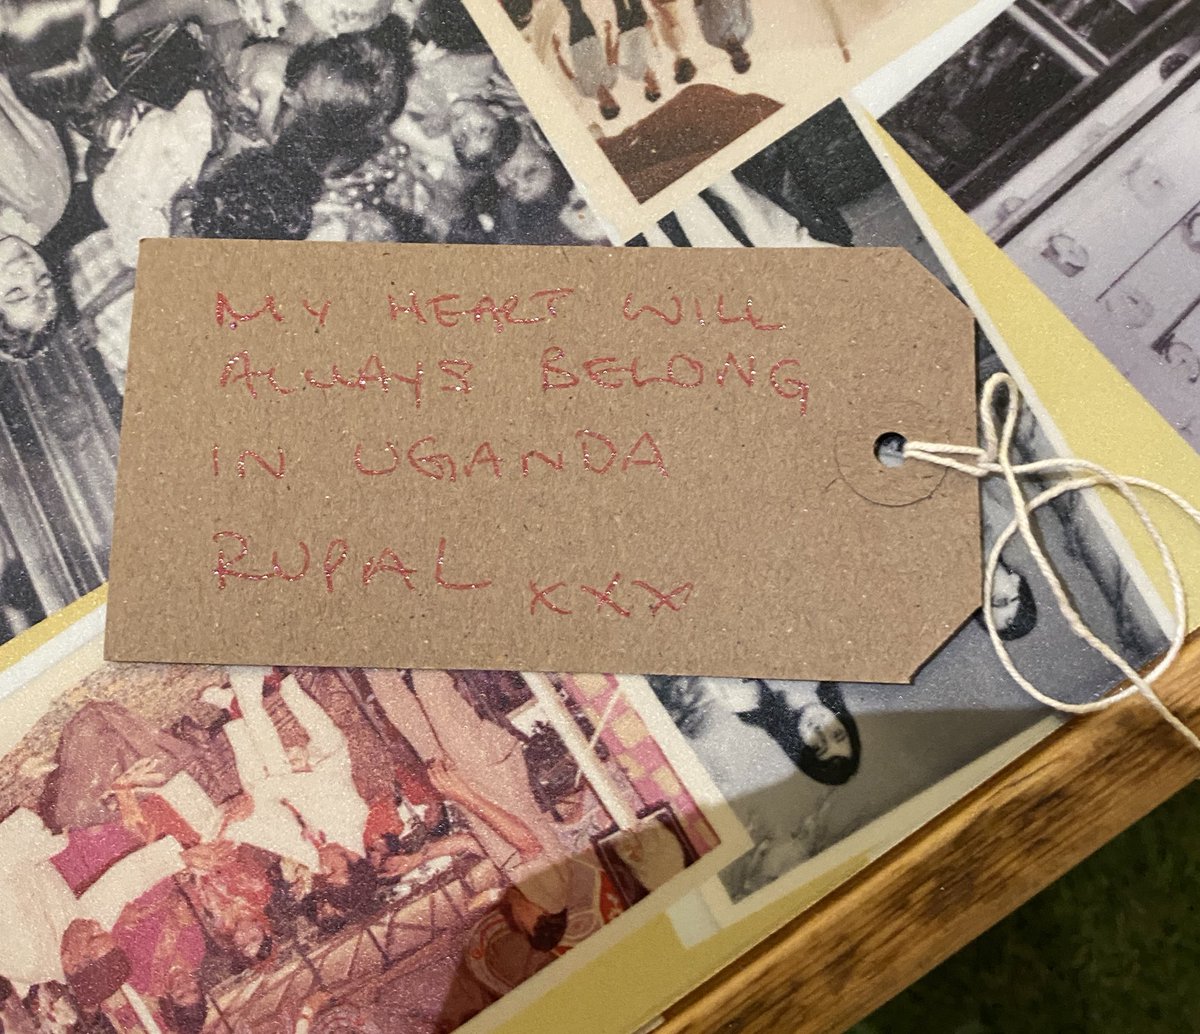 MY HEART WILL
ALWAYS BELONG
IN UGANDA
RUPAL XXX